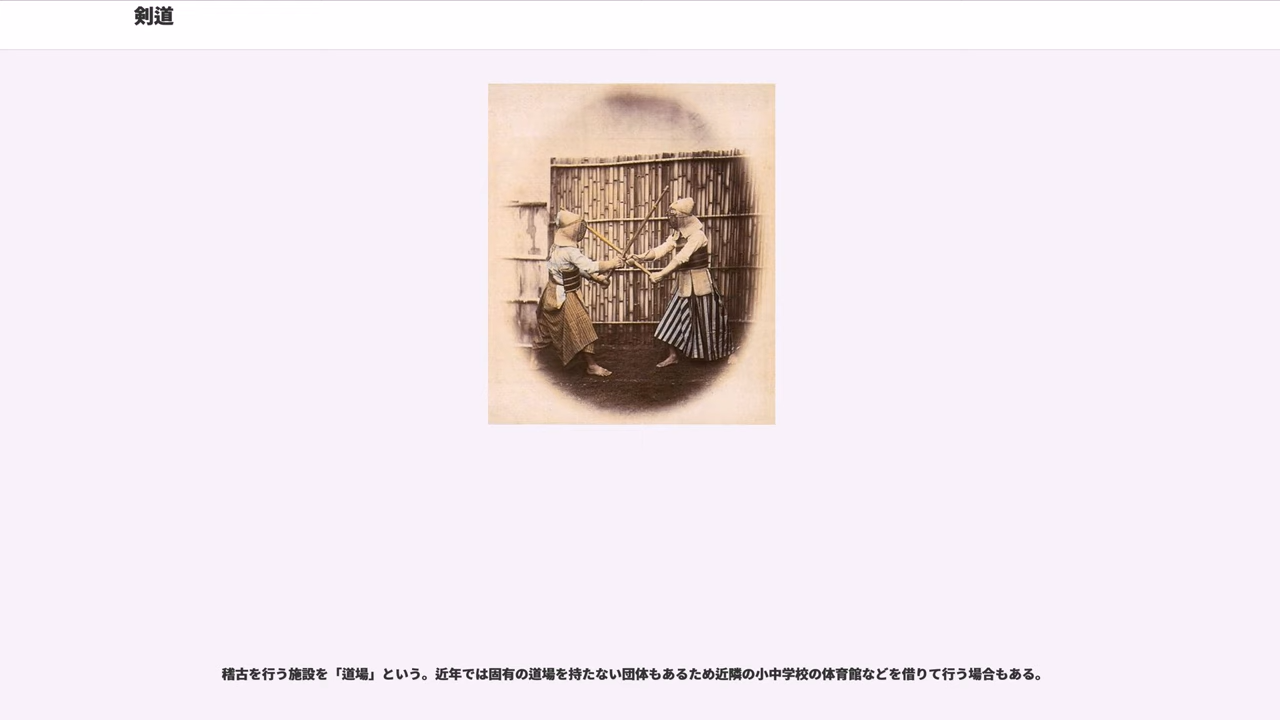 剣道
稽古を行う施設を「道場」という。近年では固有の道場を持たない団体もあるため近隣の小中学校の体育館などを借りて行う場合もある。